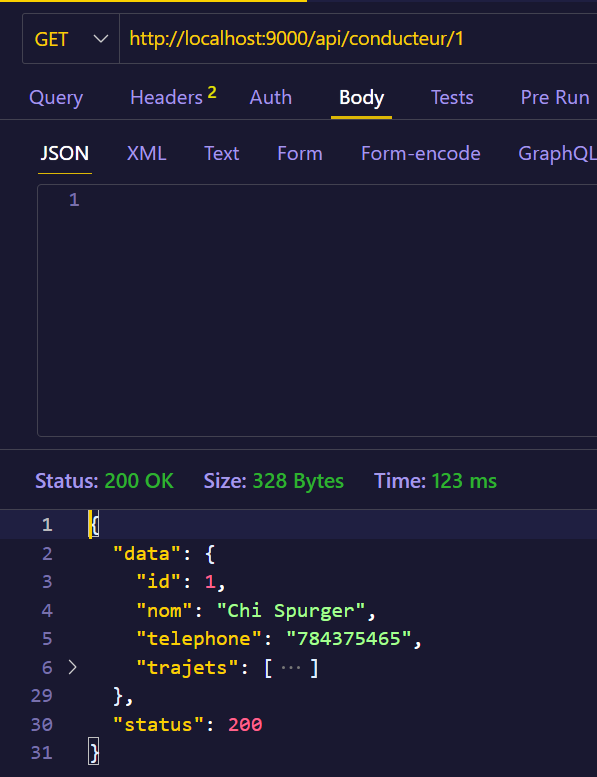 GET http://localhost:9000/api/conducteur/1
Query Headers 2 Auth Body Tests Pre Run
JSON XML Text Form Form-encode GraphQL
1
Status: 200 OK Size: 328 Bytes Time: 123 ms
1 {
2 "data": {
3 "id": 1,
4 "nom": "Chi Spurger",
5 "telephone": "784375465",
6 "trajets": [ ··· ]
29 },
30 "status": 200
31 }